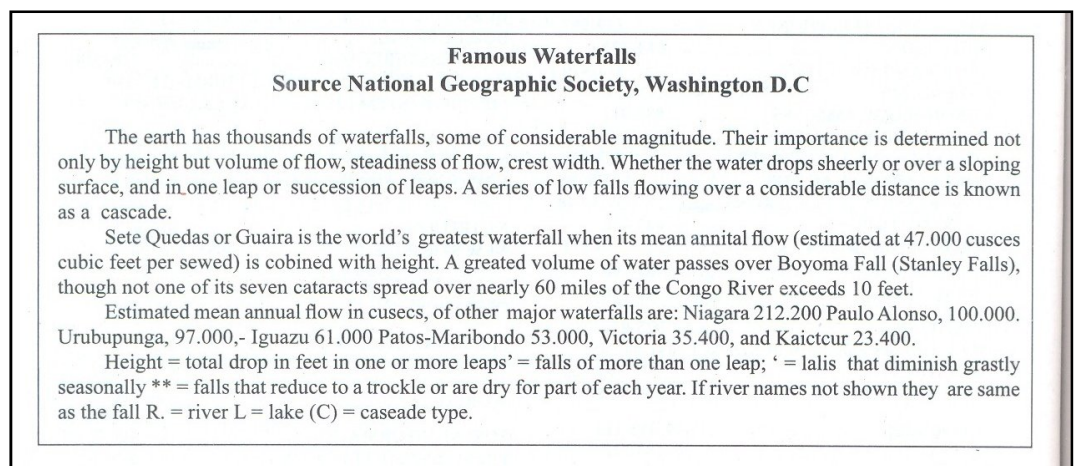 Famous Waterfalls
Source National Geographic Society, Washington D.C
The earth has thousands of waterfalls, some of considerable magnitude. Their importance is determined not
only by height but volume of flow, steadiness of flow, crest width. Whether the water drops sheerly or over a sloping
surface, and in one leap or succession of leaps. A series of low falls flowing over a considerable distance is known
as a cascade.
Sete Quedas or Guaira is the world's greatest waterfall when its mean annital flow (estimated at 47.000 cusces
cubic feet per sewed) is cobined with height. A greated volume of water passes over Boyoma Fall (Stanley Falls),
though not one of its seven cataracts spread over nearly 60 miles of the Congo River exceeds 10 feet.
Estimated mean annual flow in cusecs, of other major waterfalls are: Niagara 212.200 Paulo Alonso, 100.000.
Urubupunga, 97.000,- Iguazu 61.000 Patos-Maribondo 53.000, Victoria 35.400, and Kaictcur 23.400.
Height = total drop in feet in one or more leaps' = falls of more than one leap; ‘ = lalis that diminish grastly
seasonally ** = falls that reduce to a trockle or are dry for part of each year. If river names not shown they are same
as the fall R. = river L = lake (C) = caseade type.